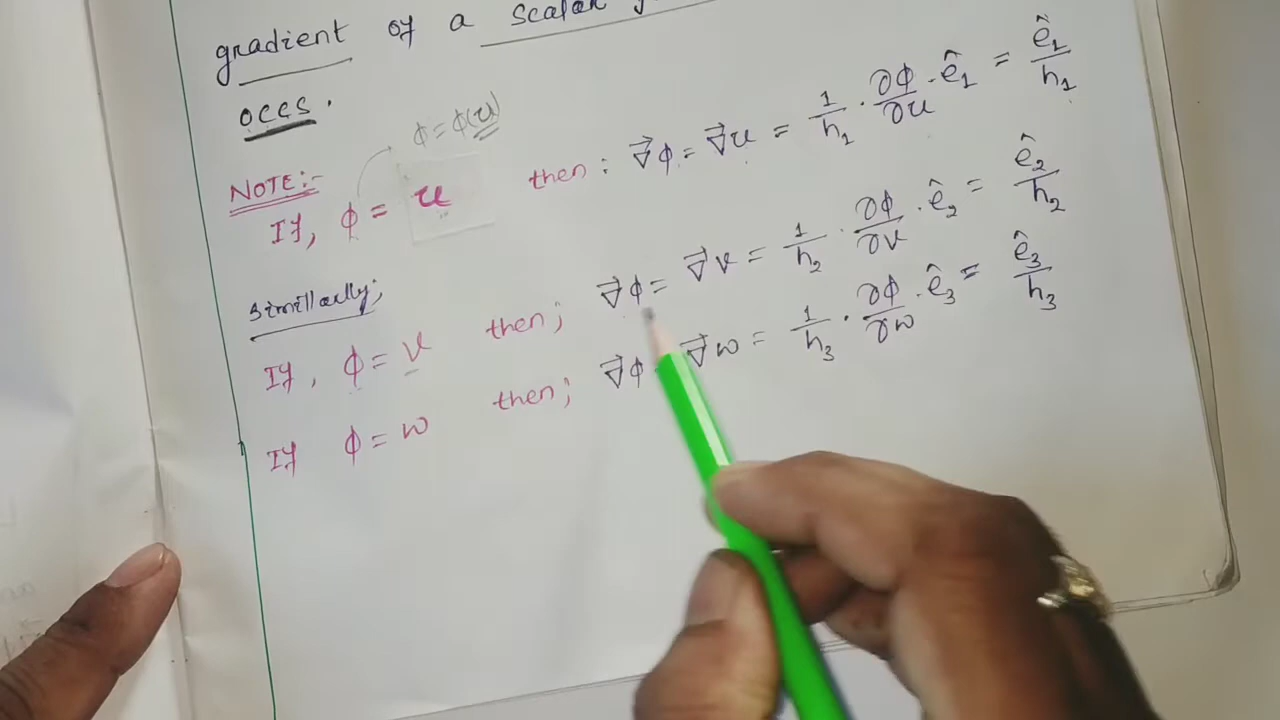 gradient of a scalar
OCCS.
φ = φ(u)
NOTE:-
If, φ = u then : ∇⃗φ = ∇⃗u = 1/h₁ · ∂φ/∂u · ê₁ = ê₁/h₁
Similarly;
If, φ = v then; ∇⃗φ = ∇⃗v = 1/h₂ · ∂φ/∂v · ê₂ = ê₂/h₂
If φ = w then; ∇⃗φ ∇⃗w = 1/h₃ · ∂φ/∂w · ê₃ = ê₃/h₃